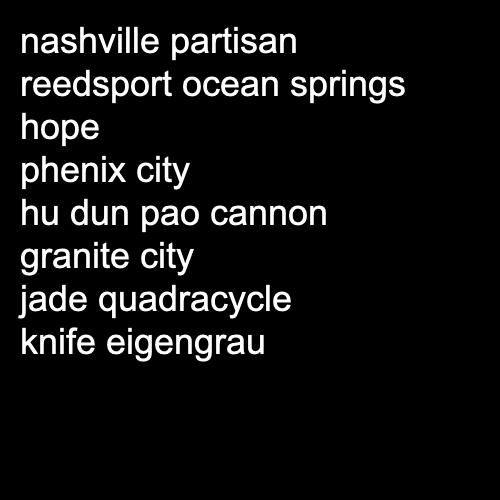 nashville partisan
reedsport ocean springs
hope
phenix city
hu dun pao cannon
granite city
jade quadracycle
knife eigengrau